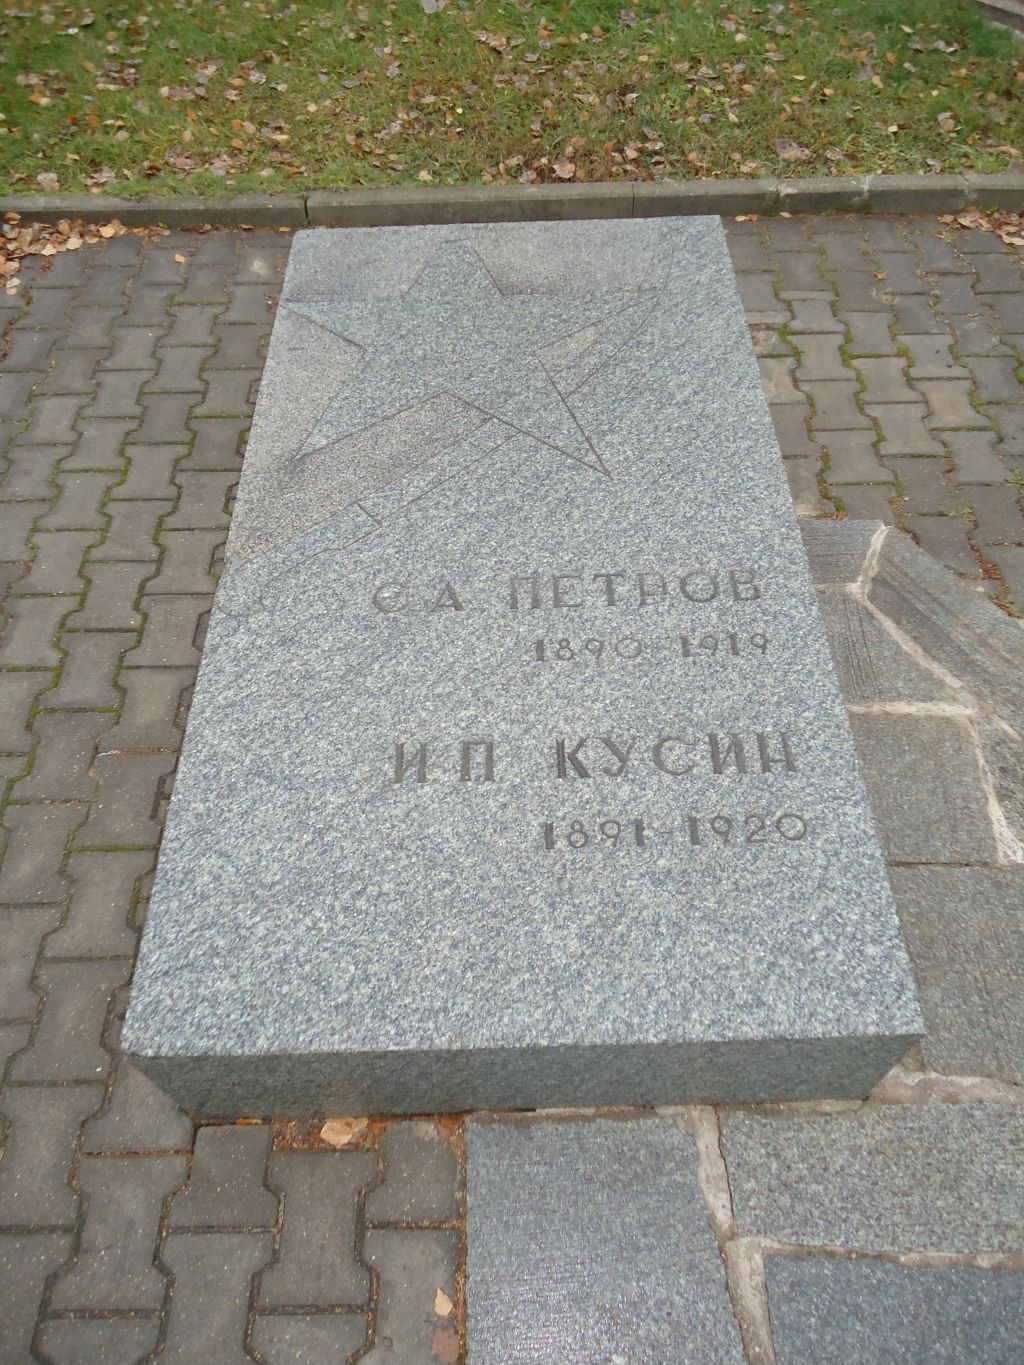 С А ПЕТРОВ
1890-1919
И П КУСИН
1891-1920